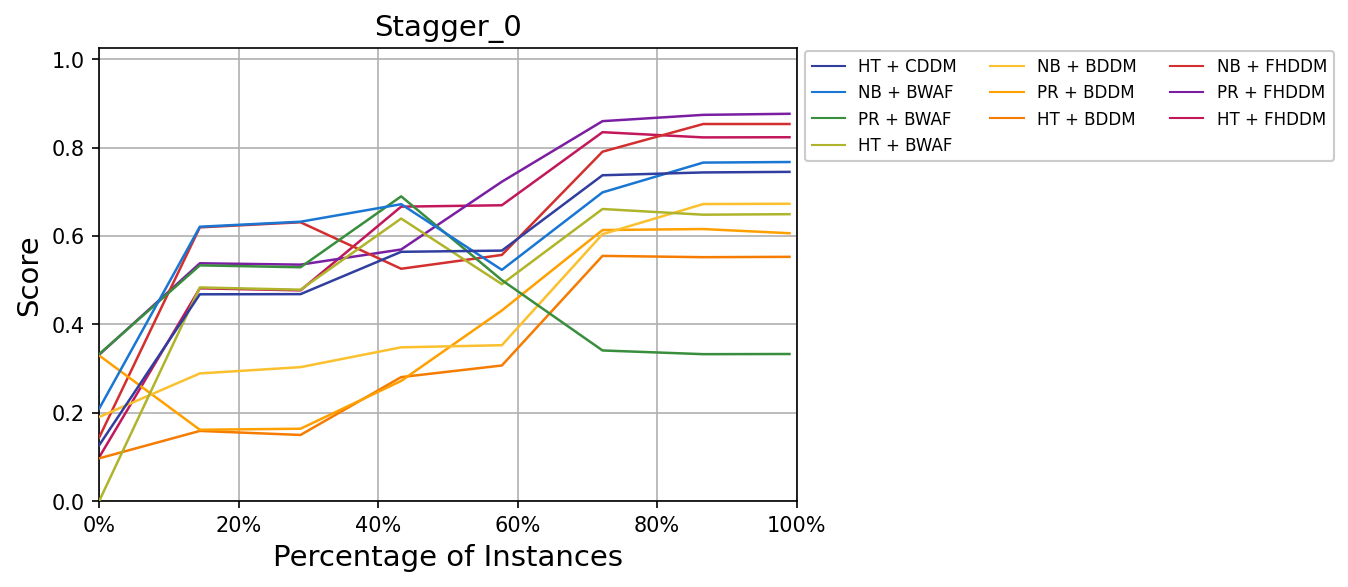 Stagger_0
Score
1.0
0.8
0.6
0.4
0.2
0.0
0% 20% 40% 60% 80% 100%
Percentage of Instances
HT + CDDM
NB + BWAF
PR + BWAF
HT + BWAF
NB + BDDM
PR + BDDM
HT + BDDM
NB + FHDDM
PR + FHDDM
HT + FHDDM